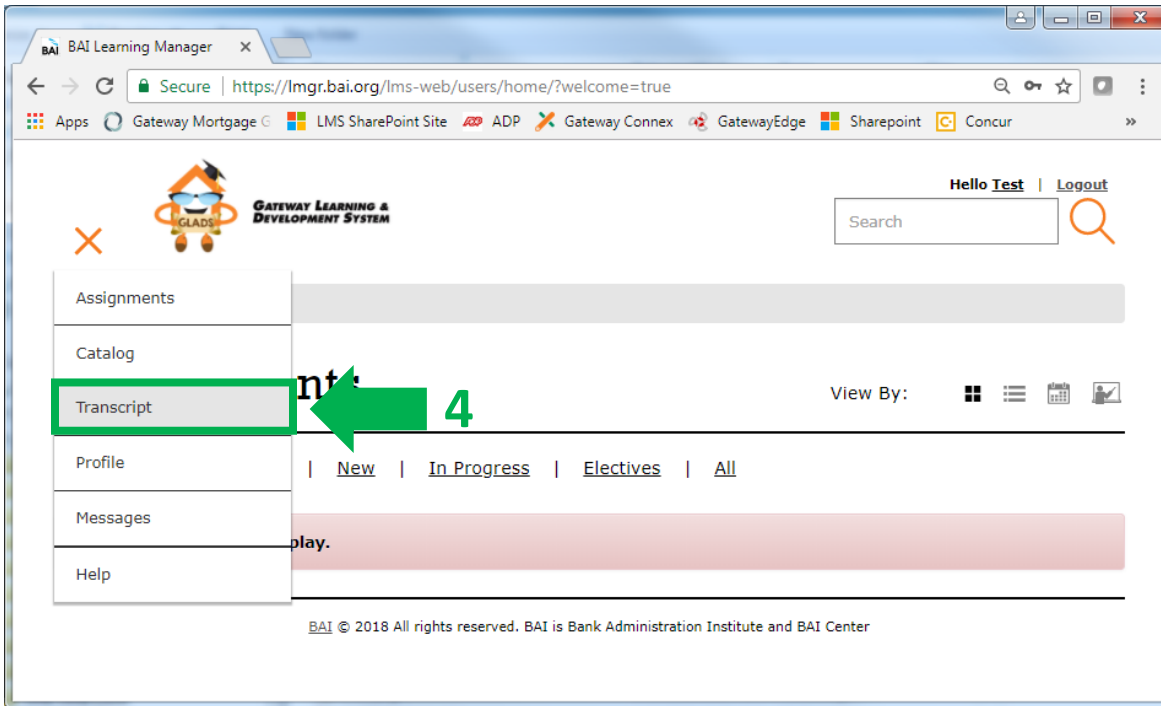 BAI BAI Learning Manager
Secure | https://lmgr.bai.org/lms-web/users/home/?welcome=true
Apps Gateway Mortgage G LMS SharePoint Site ADP Gateway Connex GatewayEdge Sharepoint Concur »
Hello Test | Logout
GLADS
GATEWAY LEARNING &
DEVELOPMENT SYSTEM
Search
Assignments
Catalog
nts
View By:
Transcript
4
Profile
| New | In Progress | Electives | All
Messages
play.
Help
BAI © 2018 All rights reserved. BAI is Bank Administration Institute and BAI Center